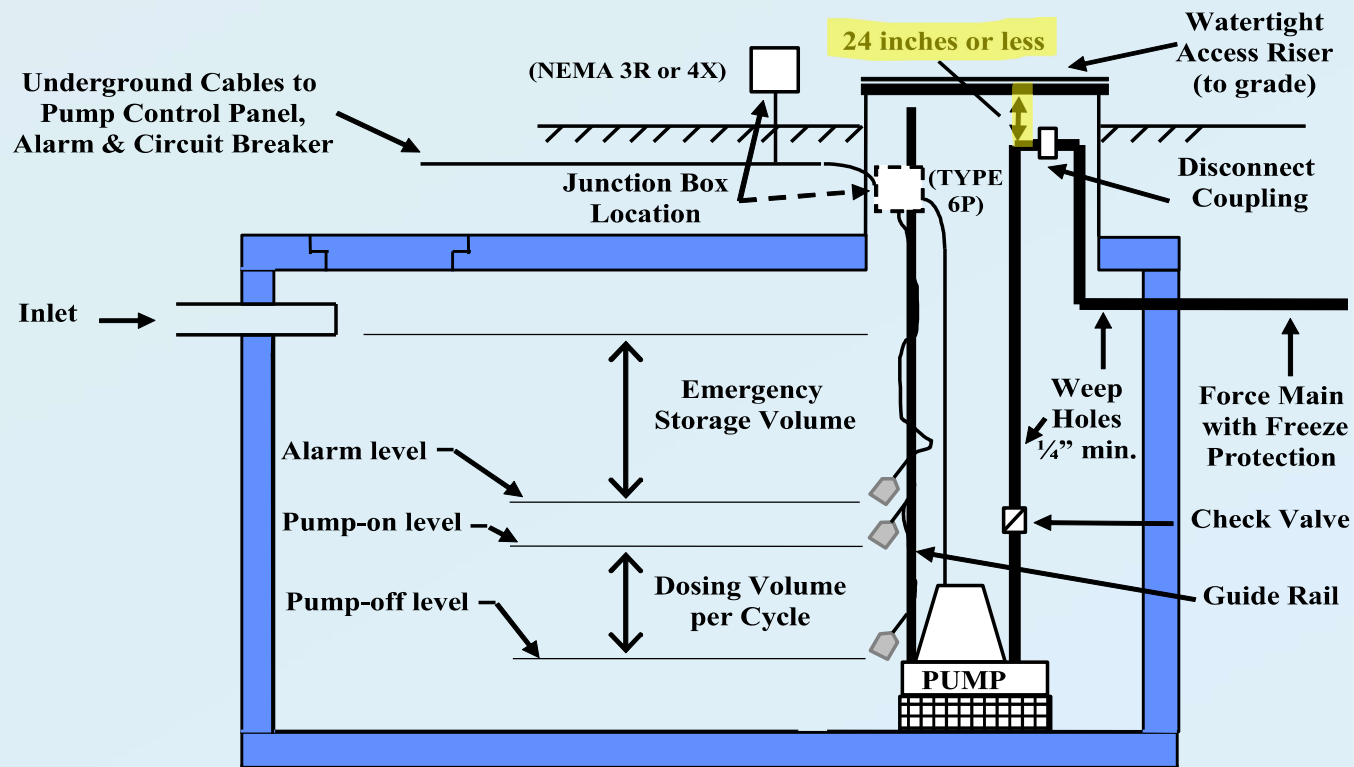 24 inches or less
Watertight
Access Riser
(to grade)
(NEMA 3R or 4X)
Underground Cables to
Pump Control Panel,
Alarm & Circuit Breaker
Junction Box
Location
(TYPE
6P)
Disconnect
Coupling
Inlet
Emergency
Storage Volume
Weep
Holes
¼” min.
Force Main
with Freeze
Protection
Alarm level
Pump-on level
Check Valve
Dosing Volume
per Cycle
Pump-off level
Guide Rail
PUMP